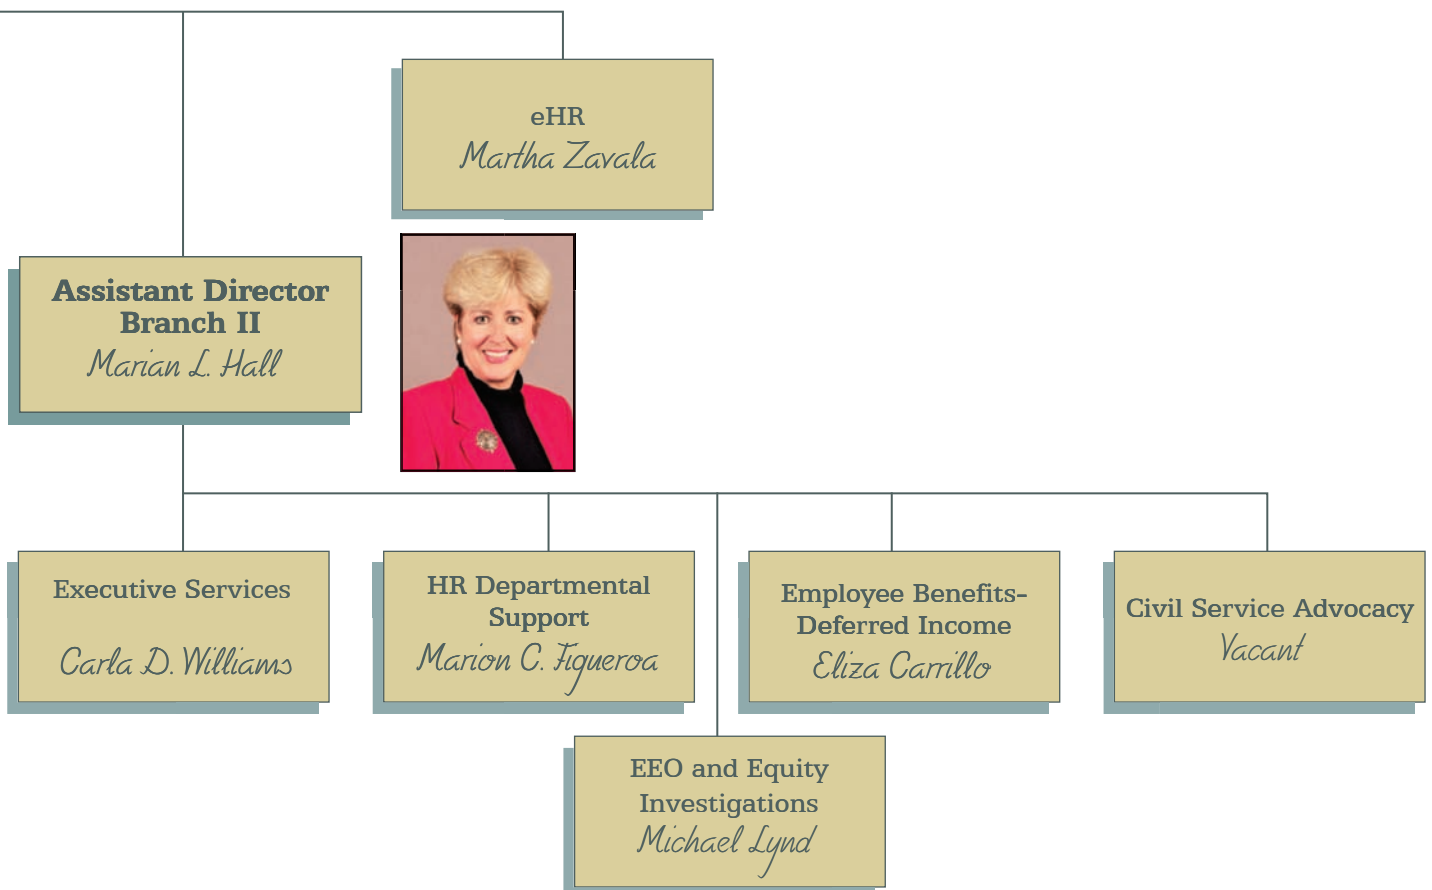 eHR
Martha Zavala
Assistant Director
Branch II
Marian L. Hall
Executive Services
Carla D. Williams
HR Departmental
Support
Marion C. Figueroa
Employee Benefits-
Deferred Income
Eliza Carrillo
Civil Service Advocacy
Vacant
EEO and Equity
Investigations
Michael Lynd